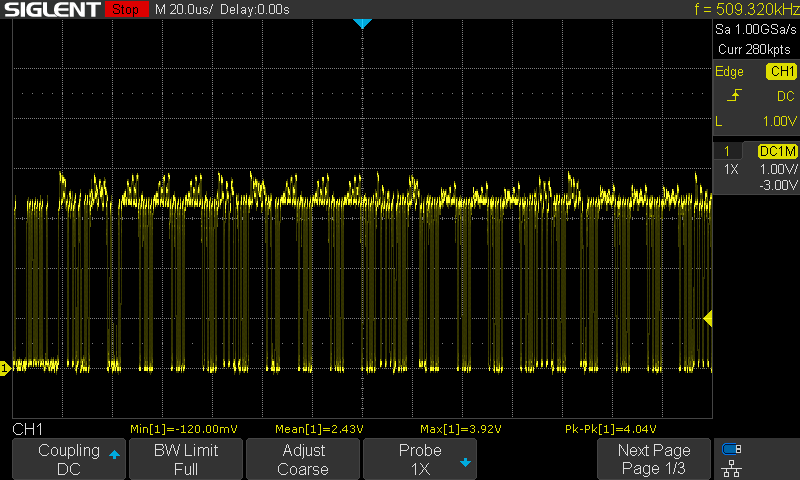 SIGLENT Stop M 20.0us/ Delay:0.00s f = 509.320kHz
Sa 1.00GSa/s
Curr 280kpts
Edge CH1
DC
L 1.00V
1 DC1M
1X 1.00V/
-3.00V
1
CH1 Min[1]=-120.00mV Mean[1]=2.43V Max[1]=3.92V Pk-Pk[1]=4.04V
Coupling BW Limit Adjust Probe Next Page
DC Full Coarse 1X Page 1/3